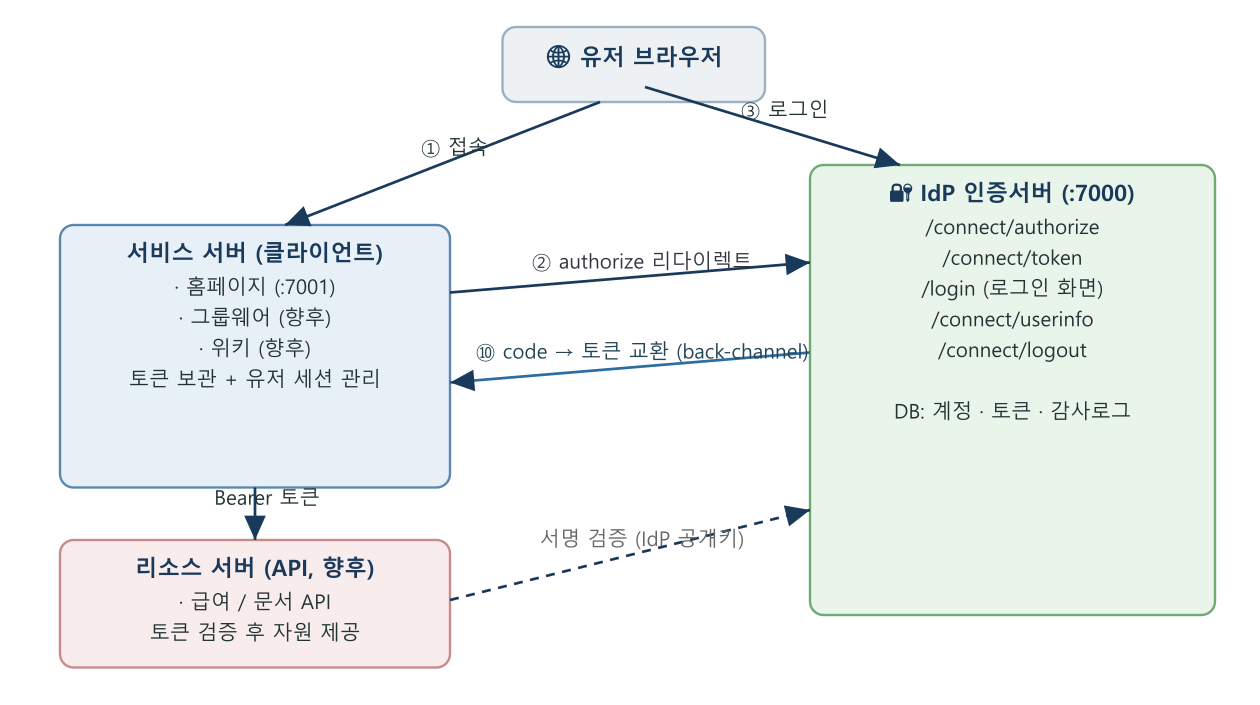 유저 브라우저
③ 로그인
① 접속
IdP 인증서버 (:7000)
/connect/authorize
/connect/token
/login (로그인 화면)
/connect/userinfo
/connect/logout
DB: 계정 · 토큰 · 감사로그
서비스 서버 (클라이언트)
· 홈페이지 (:7001)
· 그룹웨어 (향후)
· 위키 (향후)
토큰 보관 + 유저 세션 관리
② authorize 리다이렉트
⑩ code → 토큰 교환 (back-channel)
Bearer 토큰
서명 검증 (IdP 공개키)
리소스 서버 (API, 향후)
· 급여 / 문서 API
토큰 검증 후 자원 제공